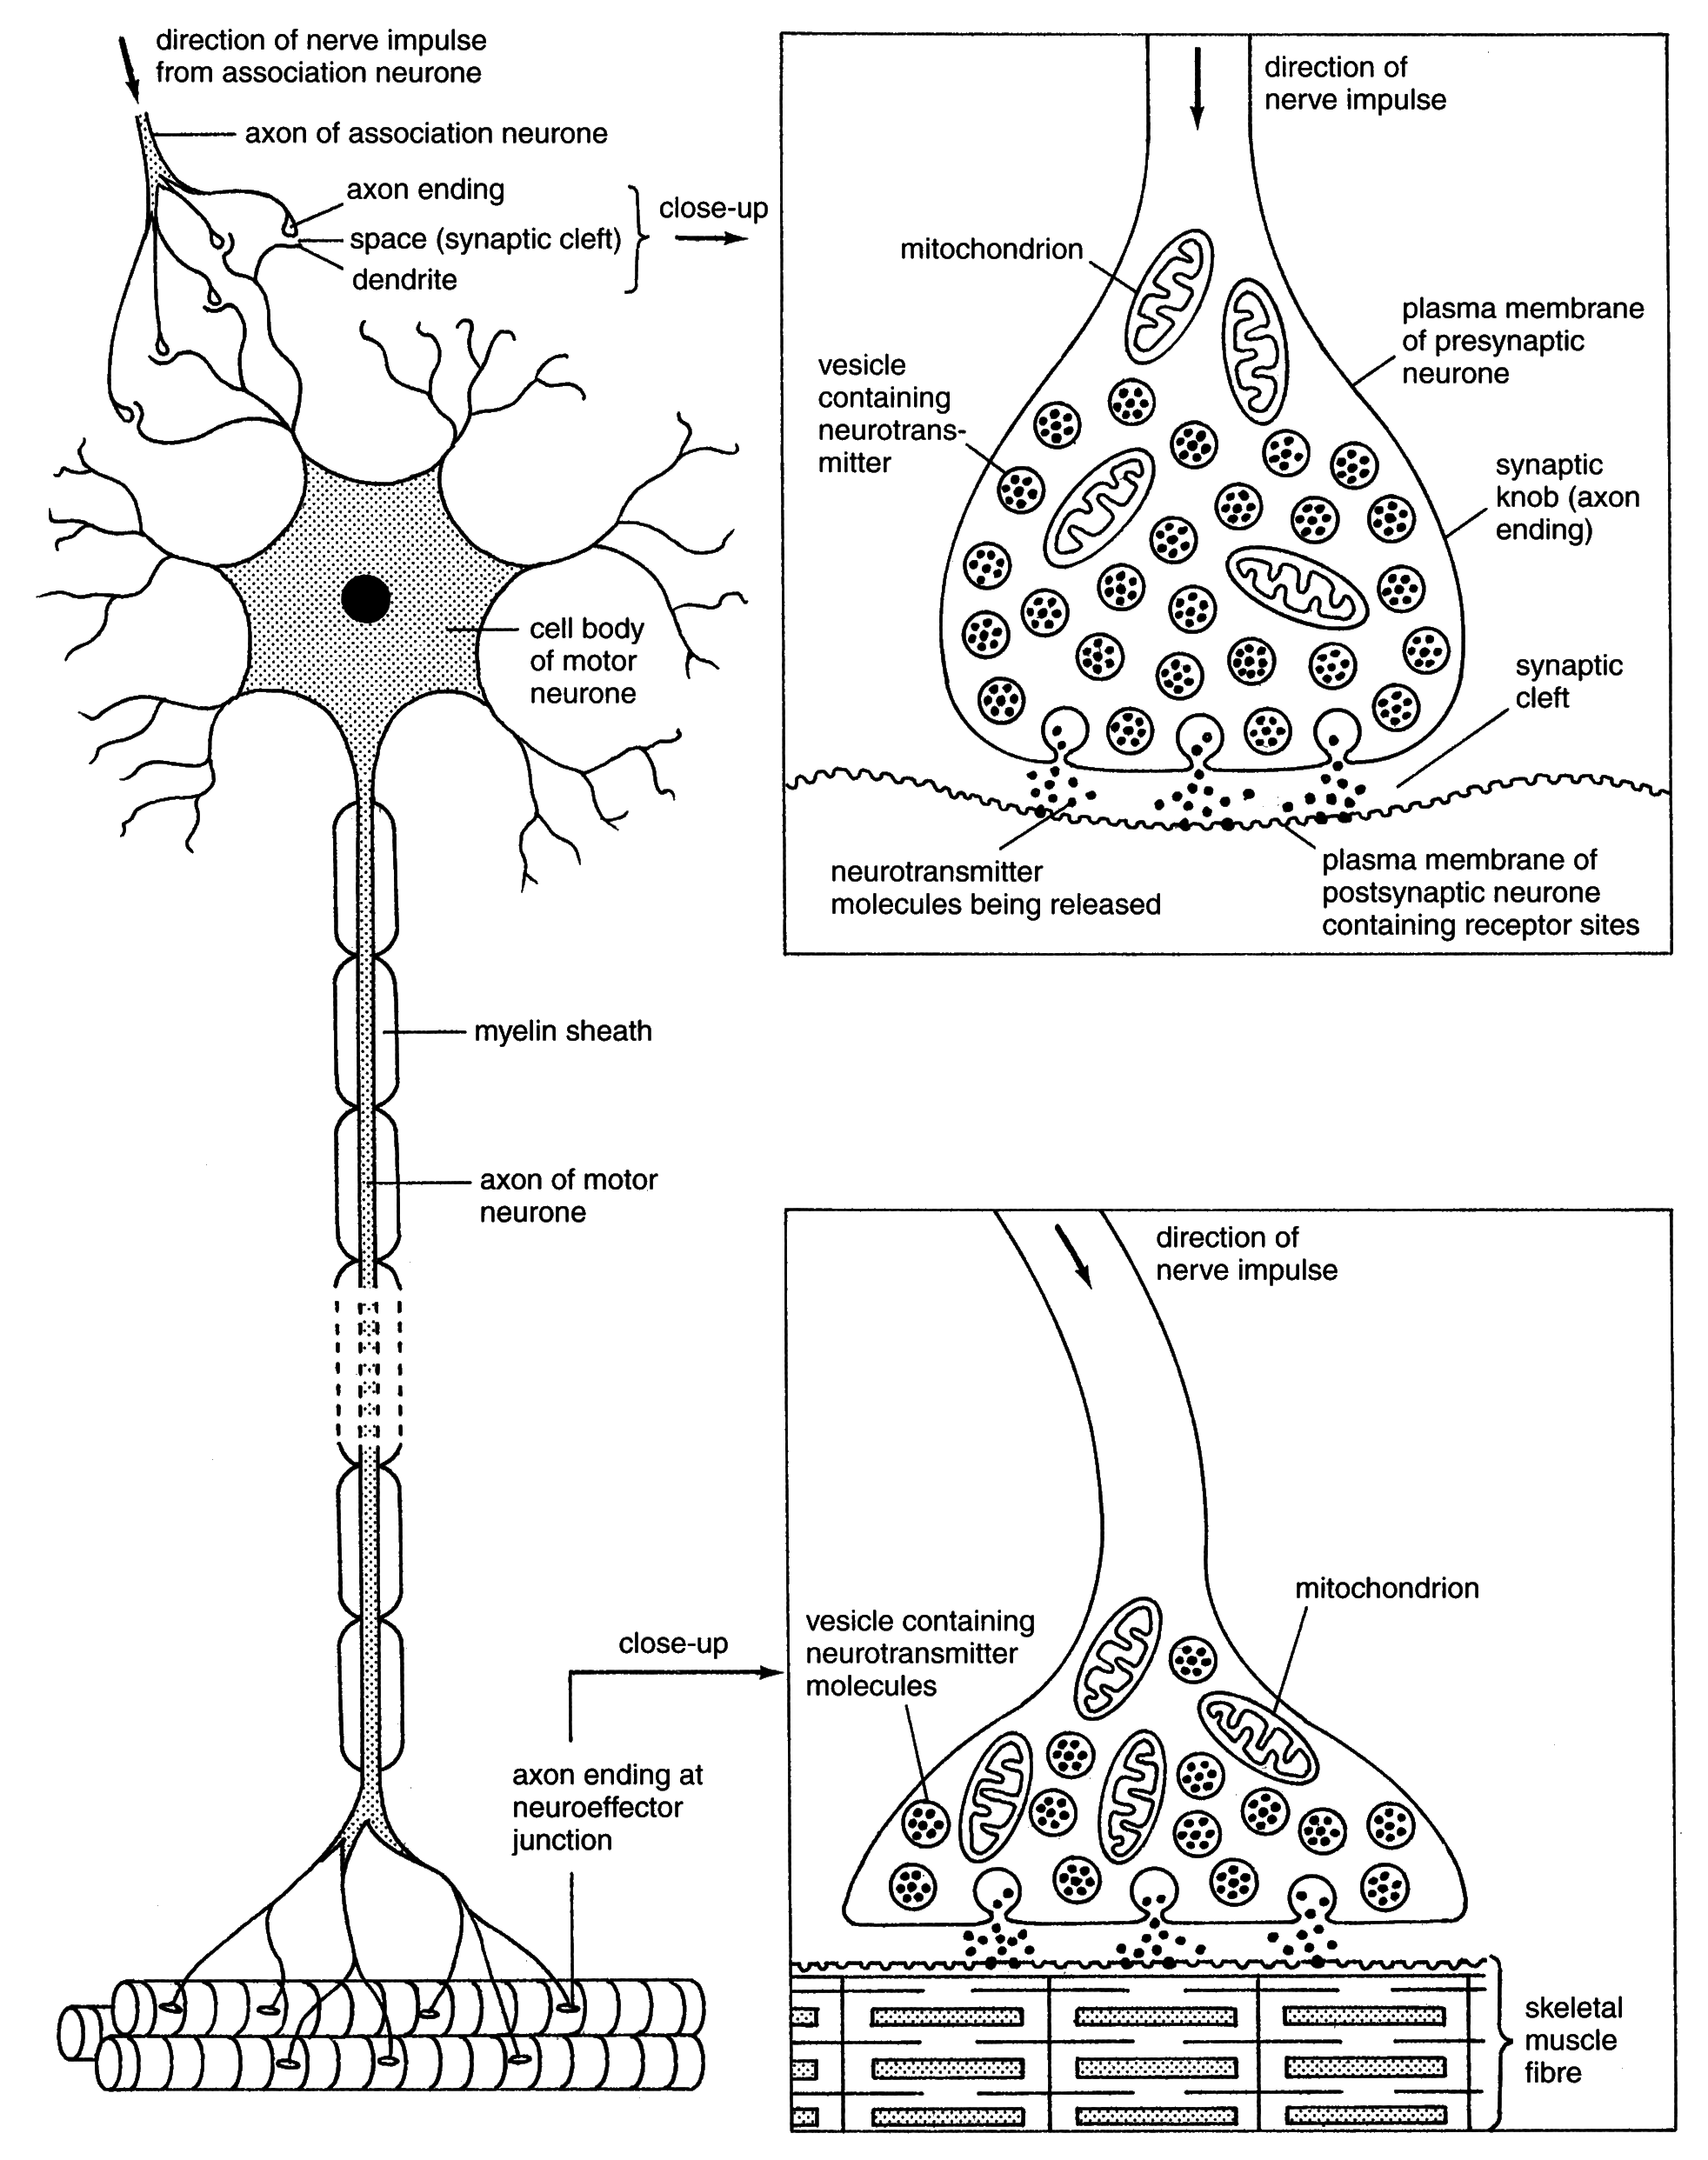 direction of nerve impulse
from association neurone
axon of association neurone
axon ending
space (synaptic cleft)
dendrite
close-up
cell body
of motor
neurone
myelin sheath
axon of motor
neurone
close-up
axon ending at
neuroeffector
junction
direction of
nerve impulse
mitochondrion
plasma membrane
of presynaptic
neurone
vesicle
containing
neurotrans-
mitter
synaptic
knob (axon
ending)
synaptic
cleft
neurotransmitter
molecules being released
plasma membrane of
postsynaptic neurone
containing receptor sites
direction of
nerve impulse
mitochondrion
vesicle containing
neurotransmitter
molecules
skeletal
muscle
fibre